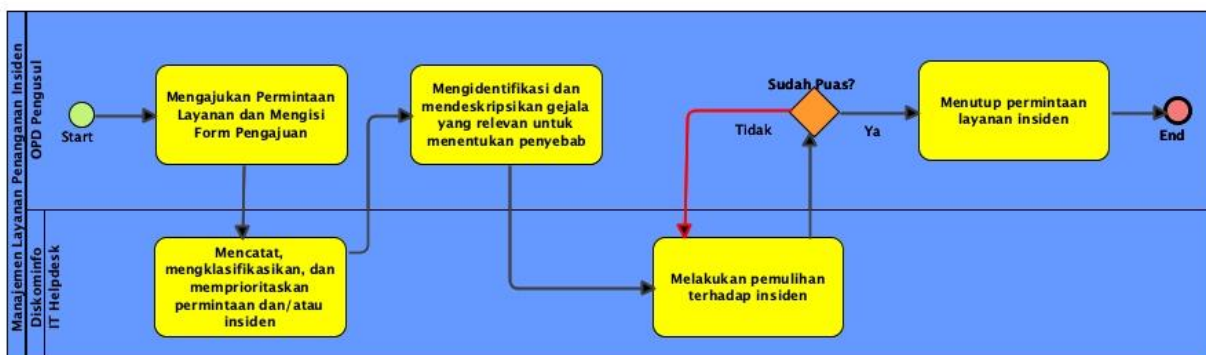 Manajemen Layanan Penanganan Insiden
OPD Pengusul
Start
Mengajukan Permintaan
Layanan dan Mengisi
Form Pengajuan
Mengidentifikasi dan
mendeskripsikan gejala
yang relevan untuk
menentukan penyebab
Sudah Puas?
Tidak
Ya
Menutup permintaan
layanan insiden
End
Diskominfo
IT Helpdesk
Mencatat,
mengklasifikasikan, dan
memprioritaskan
permintaan dan/atau
insiden
Melakukan pemulihan
terhadap insiden